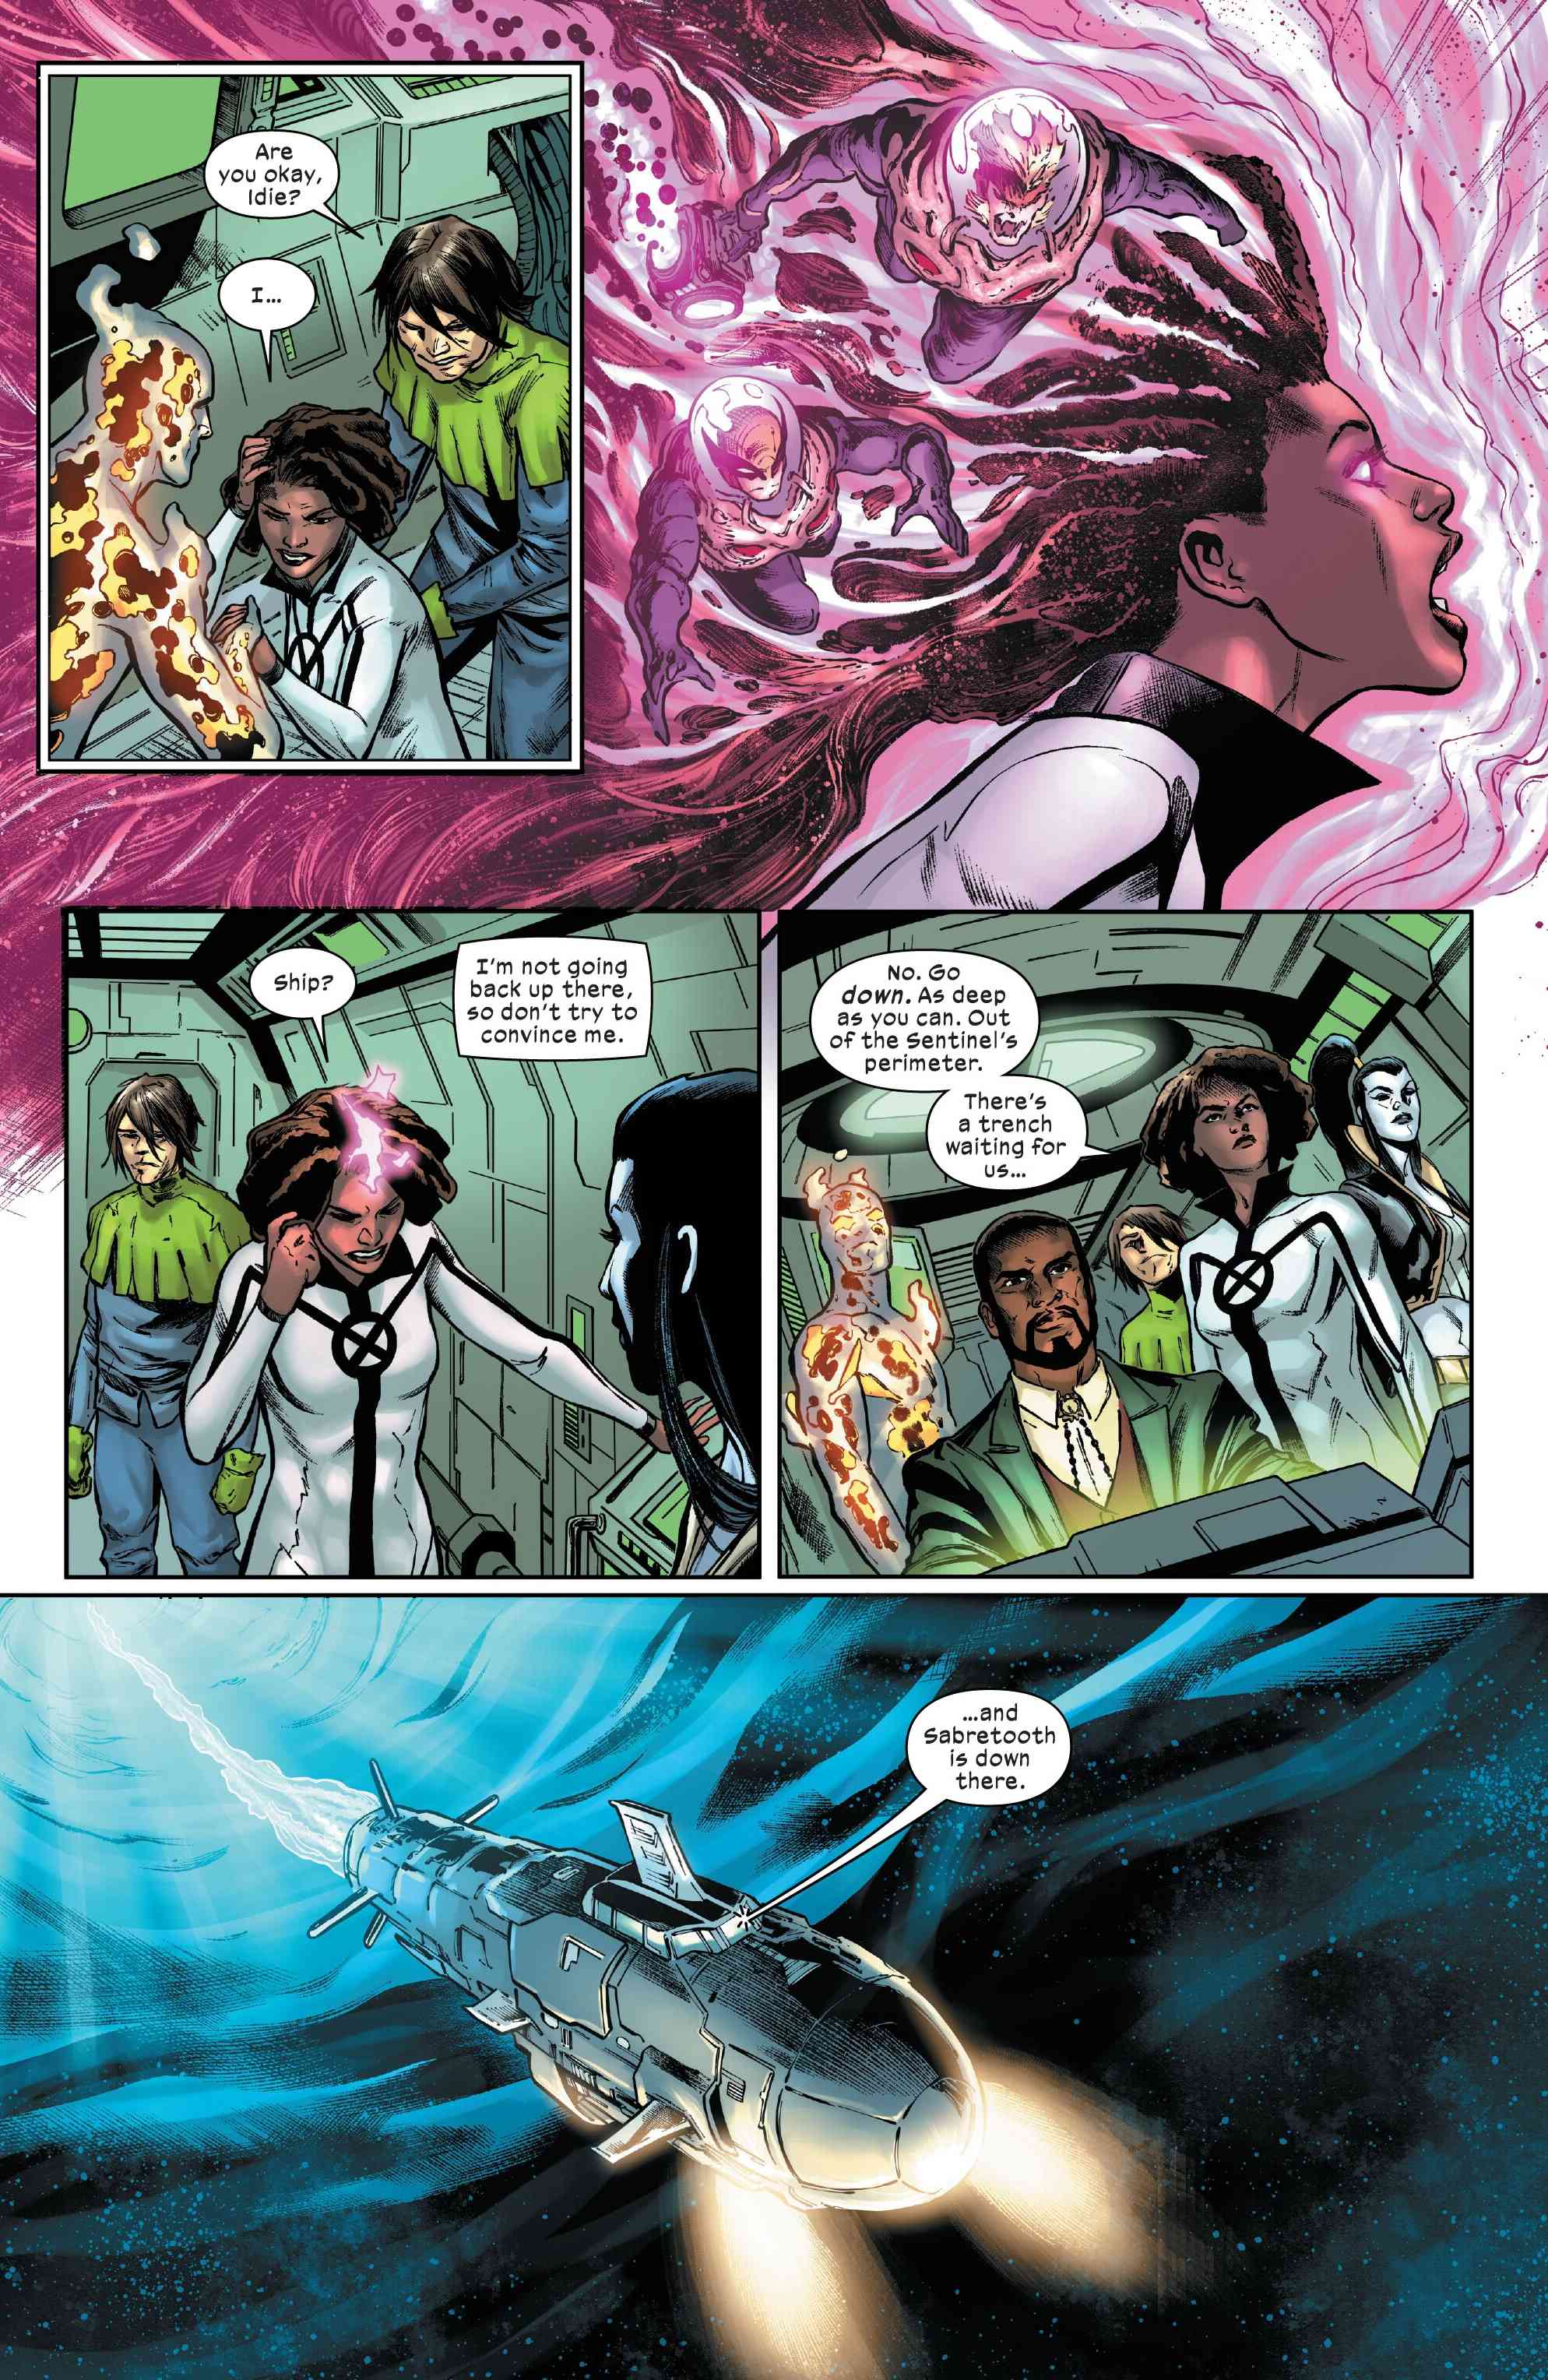 Are
you okay,
Idie?
I...
Ship?
I'm not going
back up there,
so don't try to
convince me.
No. Go
down. As deep
as you can. Out
of the Sentinel's
perimeter.
There's
a trench
waiting for
us...
...and
Sabretooth
is down
there.